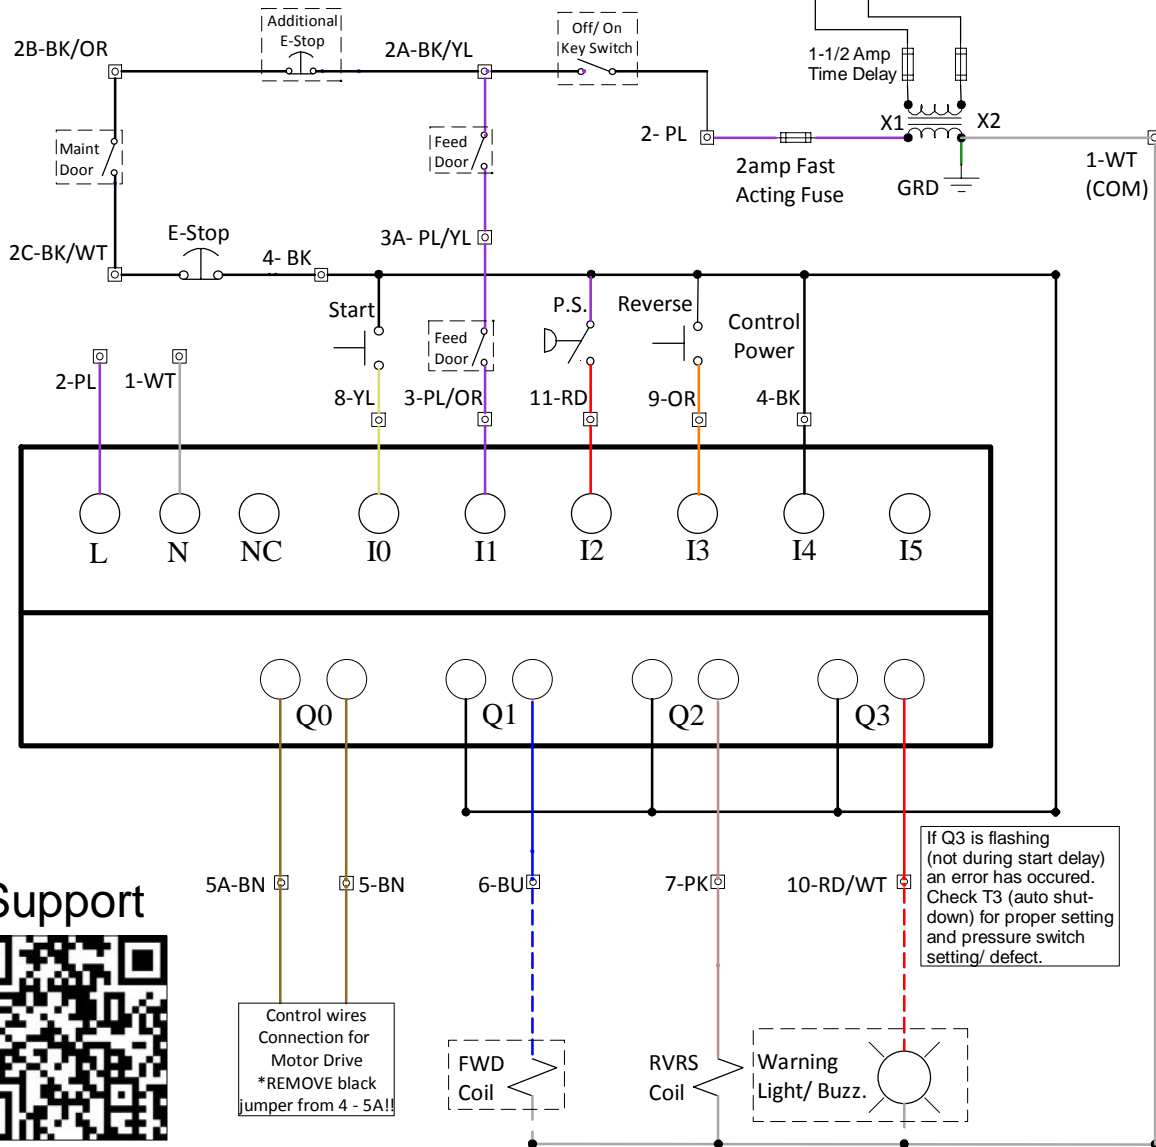 Additional
E-Stop
Off/ On
Key Switch
2B-BK/OR
2A-BK/YL
1-1/2 Amp
Time Delay
X1
X2
Maint
Door
Feed
Door
2- PL
2amp Fast
Acting Fuse
GRD
1-WT
(COM)
E-Stop
3A- PL/YL
2C-BK/WT
4- BK
Start
P.S.
Reverse
Control
Power
Feed
Door
2-PL
1-WT
8-YL
3-PL/OR
11-RD
9-OR
4-BK
L
N
NC
I0
I1
I2
I3
I4
I5
Q0
Q1
Q2
Q3
5A-BN
5-BN
6-BU
7-PK
10-RD/WT
If Q3 is flashing
(not during start delay)
an error has occured.
Check T3 (auto shut-
down) for proper setting
and pressure switch
setting/ defect.
Support
Control wires
Connection for
Motor Drive
*REMOVE black
jumper from 4 - 5A!!
FWD
Coil
RVRS
Coil
Warning
Light/ Buzz.